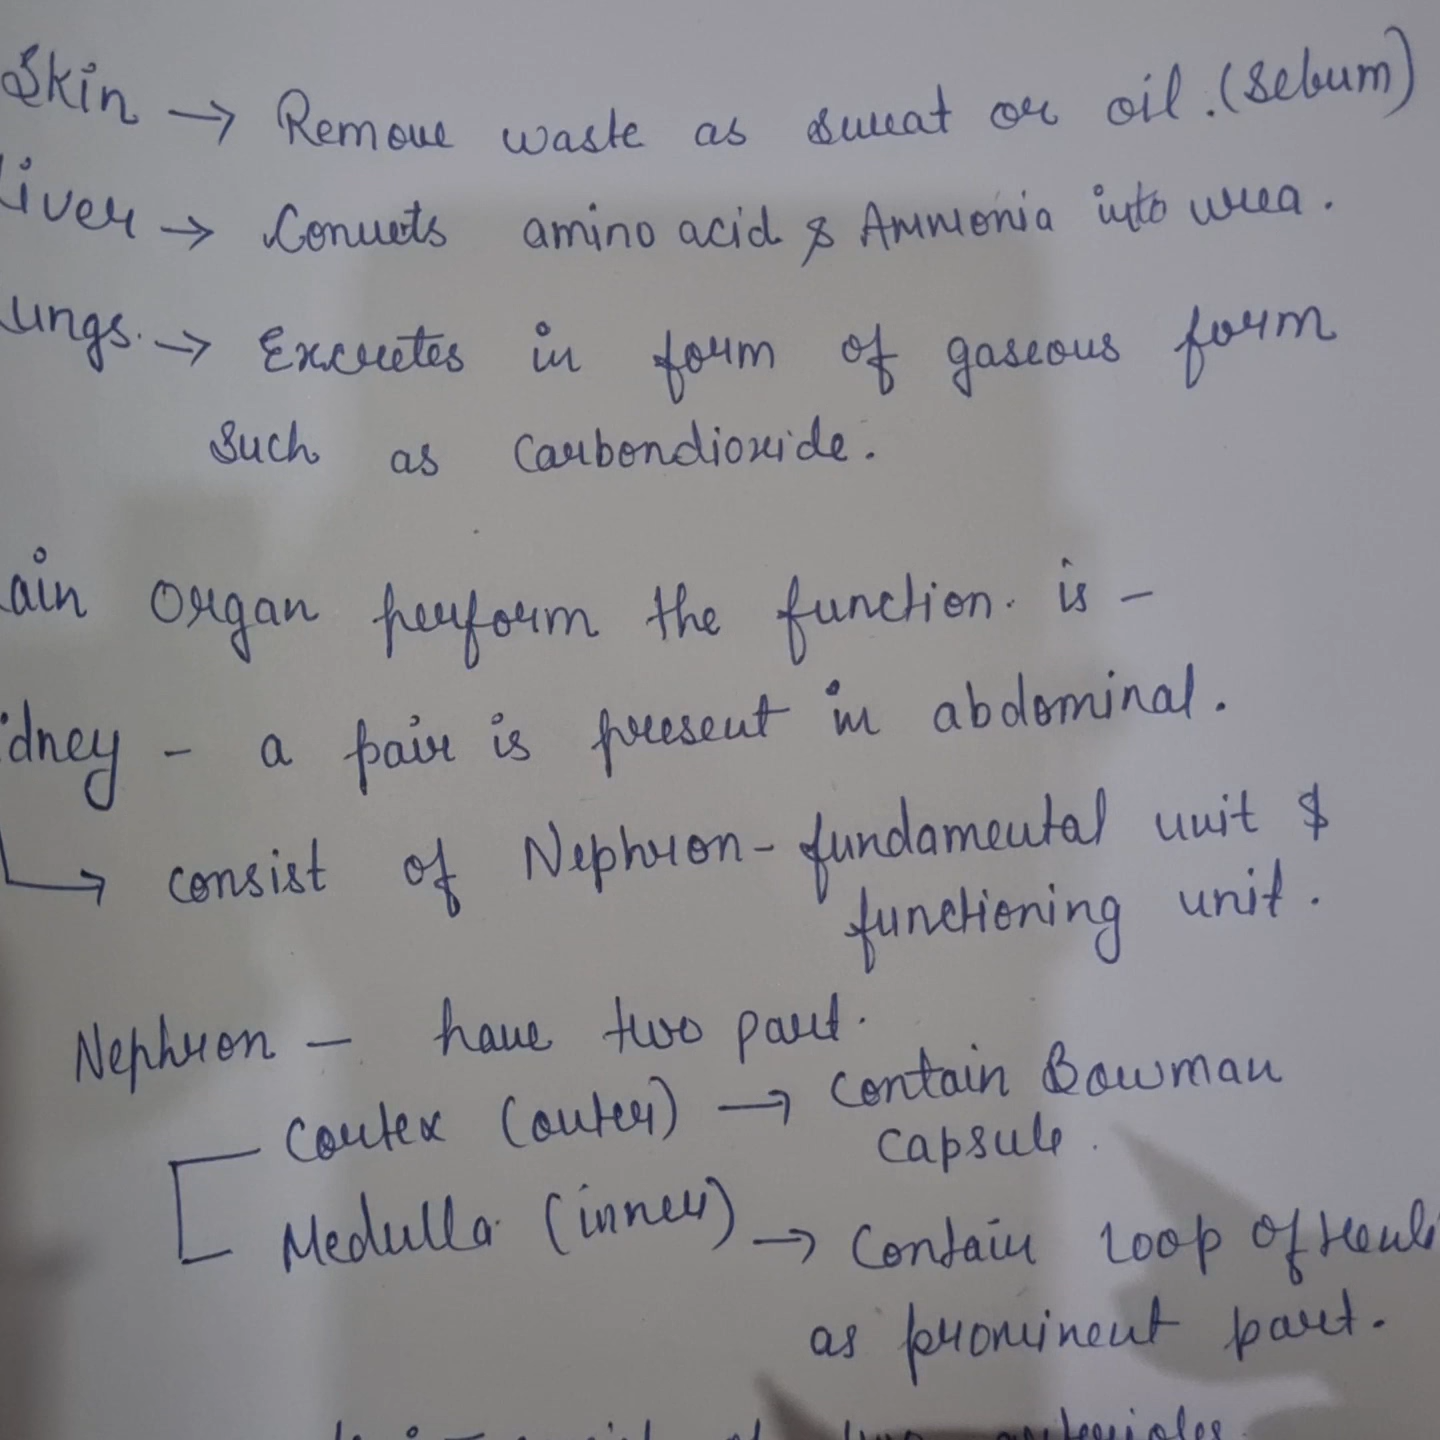 Skin → Remove waste as sweat or oil. (Sebum)
Liver → Converts amino acid & Ammonia into urea.
ungs. → Excretes in form of gaseous form
Such as Carbondioxide.
ain Organ perform the function. is -
idney - a pair is present in abdominal.
→ consist of Nephron - fundamental unit &
functioning unit.
Nephron - have two part.
Cortex (outer) → Contain Bowman
capsule.
Medulla (inner) → Contain loop of Henl
as prominent part.